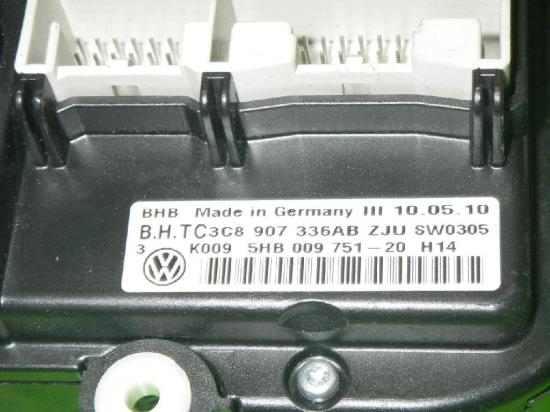 BHB Made in Germany III 10.05.10
B.H.TC3C8 907 336AB ZJU SW0305
3 K009 5HB 009 751-20 H14